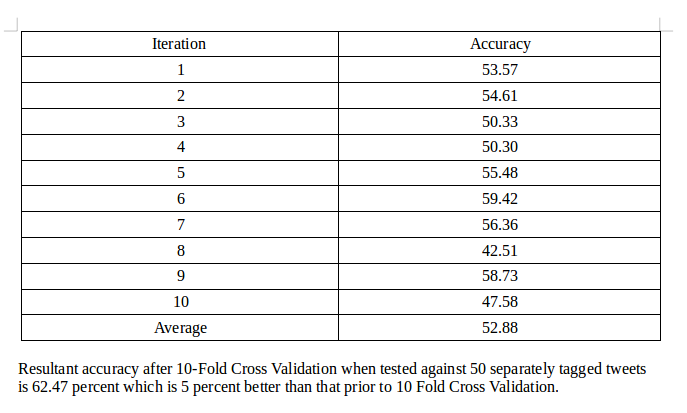 Iteration Accuracy
1 53.57
2 54.61
3 50.33
4 50.30
5 55.48
6 59.42
7 56.36
8 42.51
9 58.73
10 47.58
Average 52.88
Resultant accuracy after 10-Fold Cross Validation when tested against 50 separately tagged tweets
is 62.47 percent which is 5 percent better than that prior to 10 Fold Cross Validation.